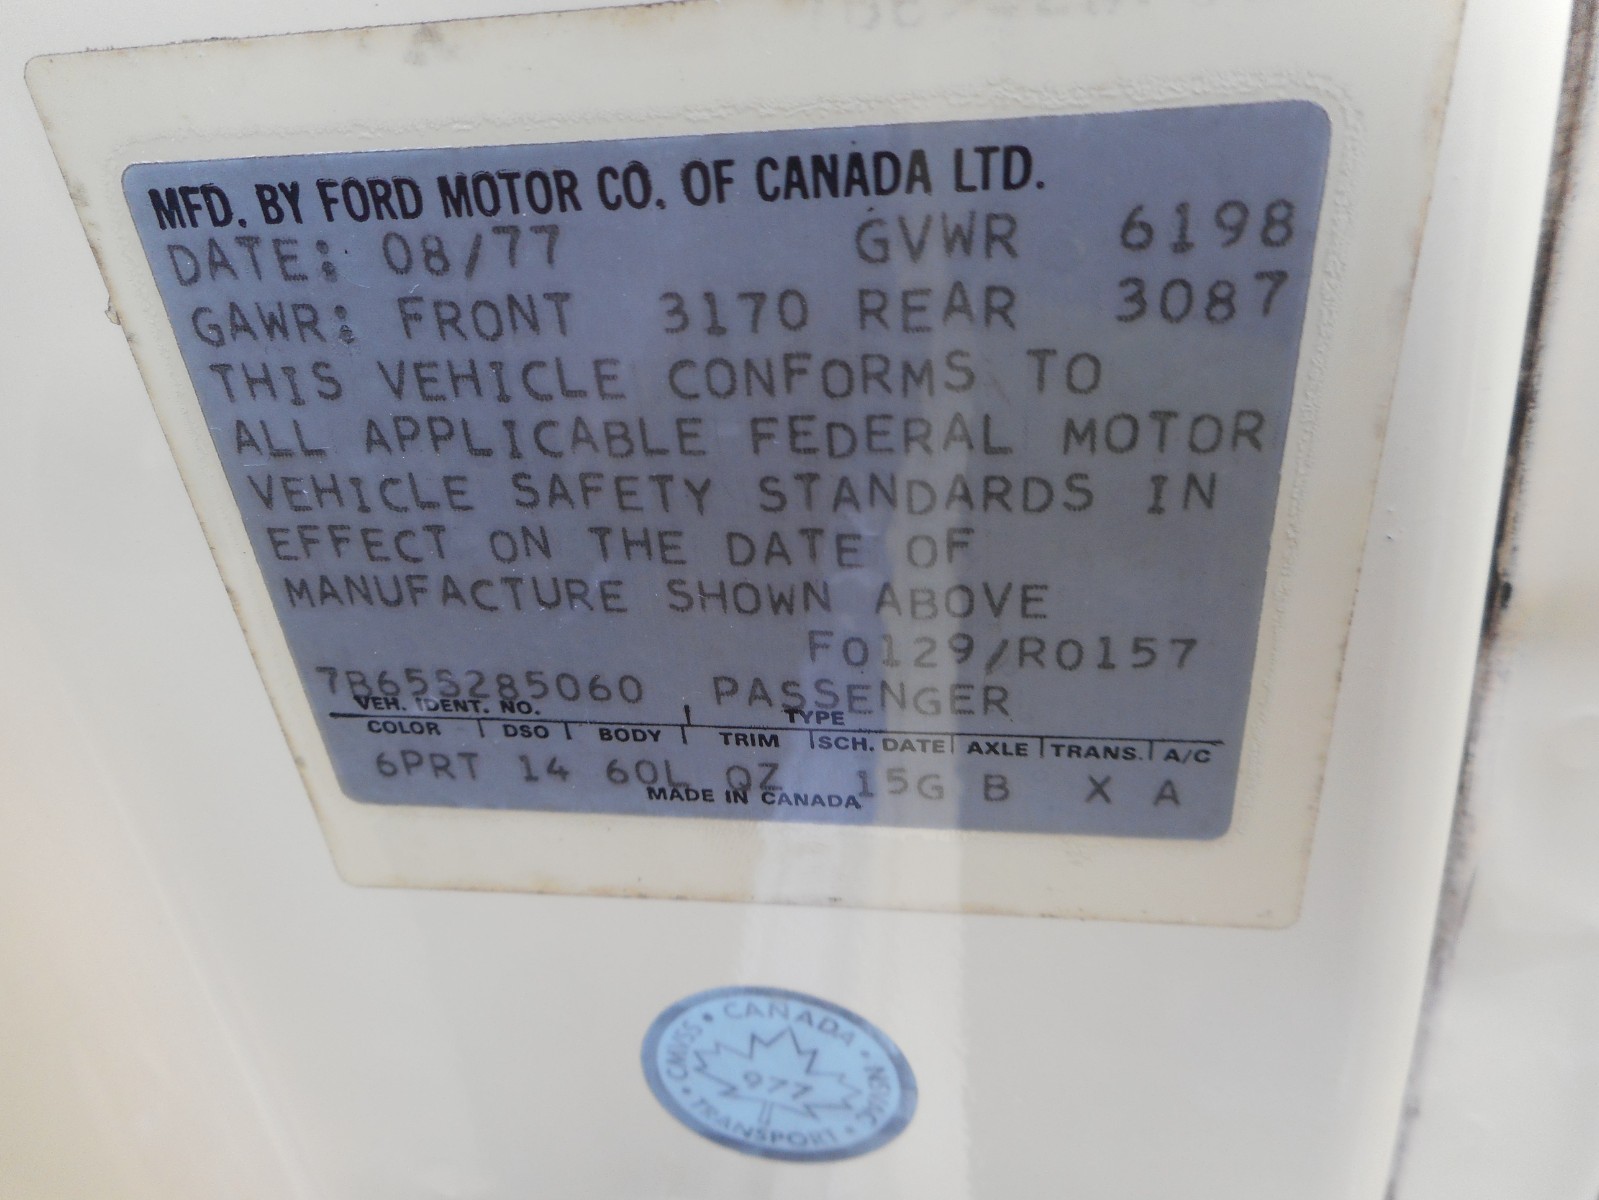 MFD. BY FORD MOTOR CO. OF CANADA LTD.
DATE: 08/77 GVWR 6198
GAWR: FRONT 3170 REAR 3087
THIS VEHICLE CONFORMS TO
ALL APPLICABLE FEDERAL MOTOR
VEHICLE SAFETY STANDARDS IN
EFFECT ON THE DATE OF
MANUFACTURE SHOWN ABOVE
F0129/R0157
7B65S285060 PASSENGER
VEH. IDENT. NO. TYPE
COLOR DSO BODY TRIM SCH. DATE AXLE TRANS. A/C
6PRT 14 60L QZ 15G B X A
MADE IN CANADA
CANADA • NSVAC • TRANSPORT • CMVSS •
977